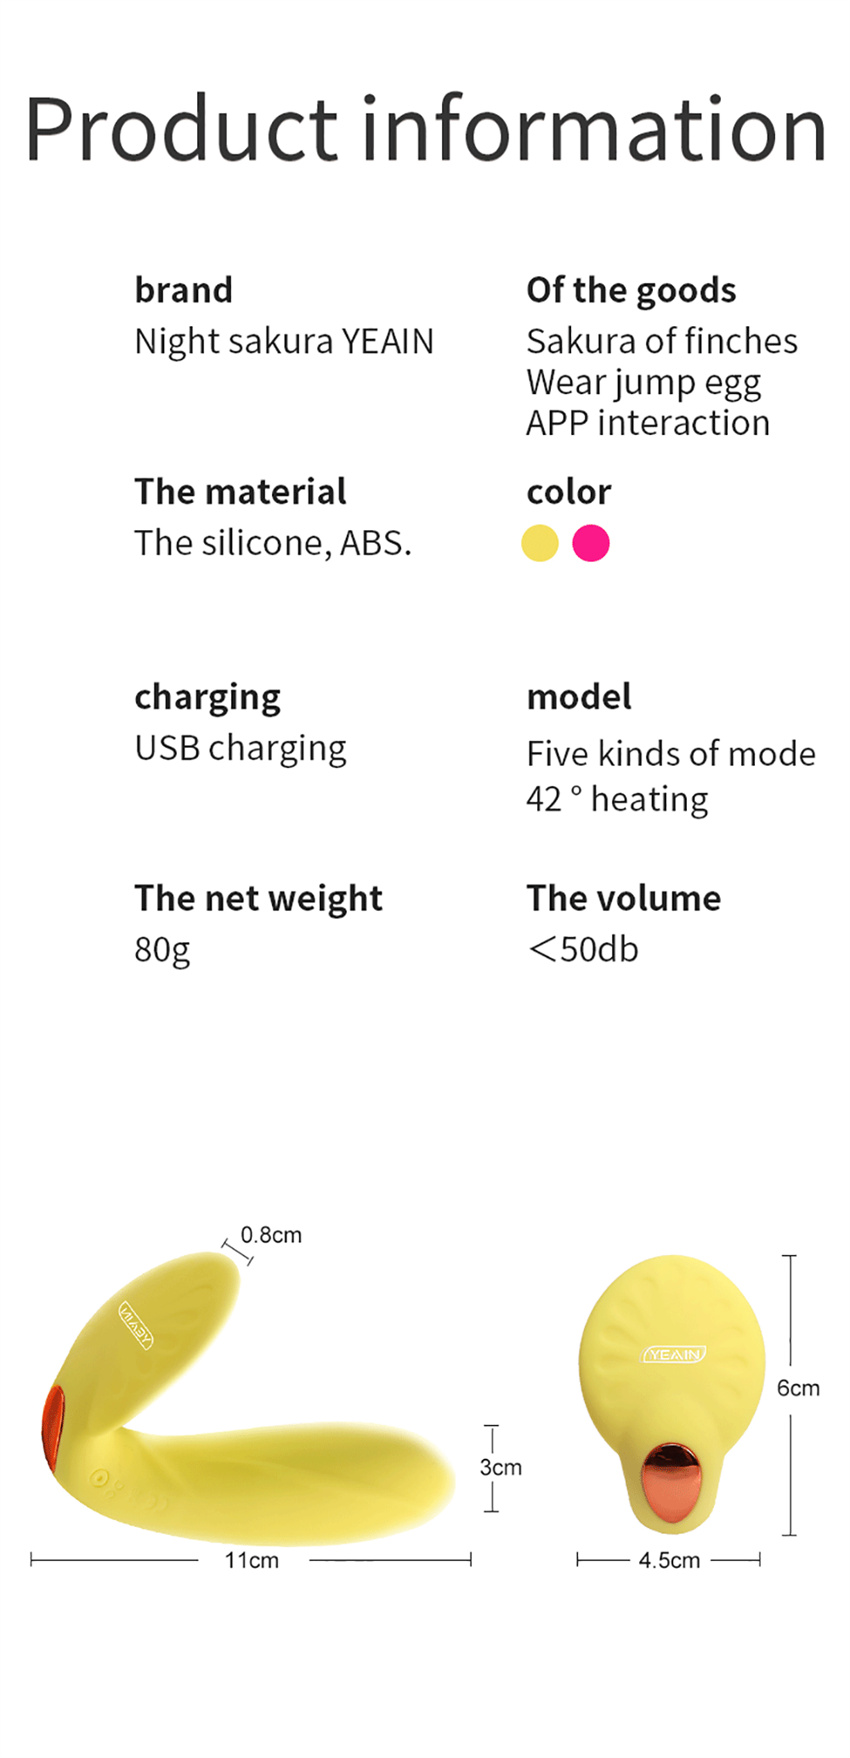 Product information
brand
Night sakura YEAIN
Of the goods
Sakura of finches
Wear jump egg
APP interaction
The material
The silicone, ABS.
color
charging
USB charging
model
Five kinds of mode
42 ° heating
The net weight
80g
The volume
＜50db
0.8cm
YEAIN
3cm
11cm
YEAIN
6cm
4.5cm